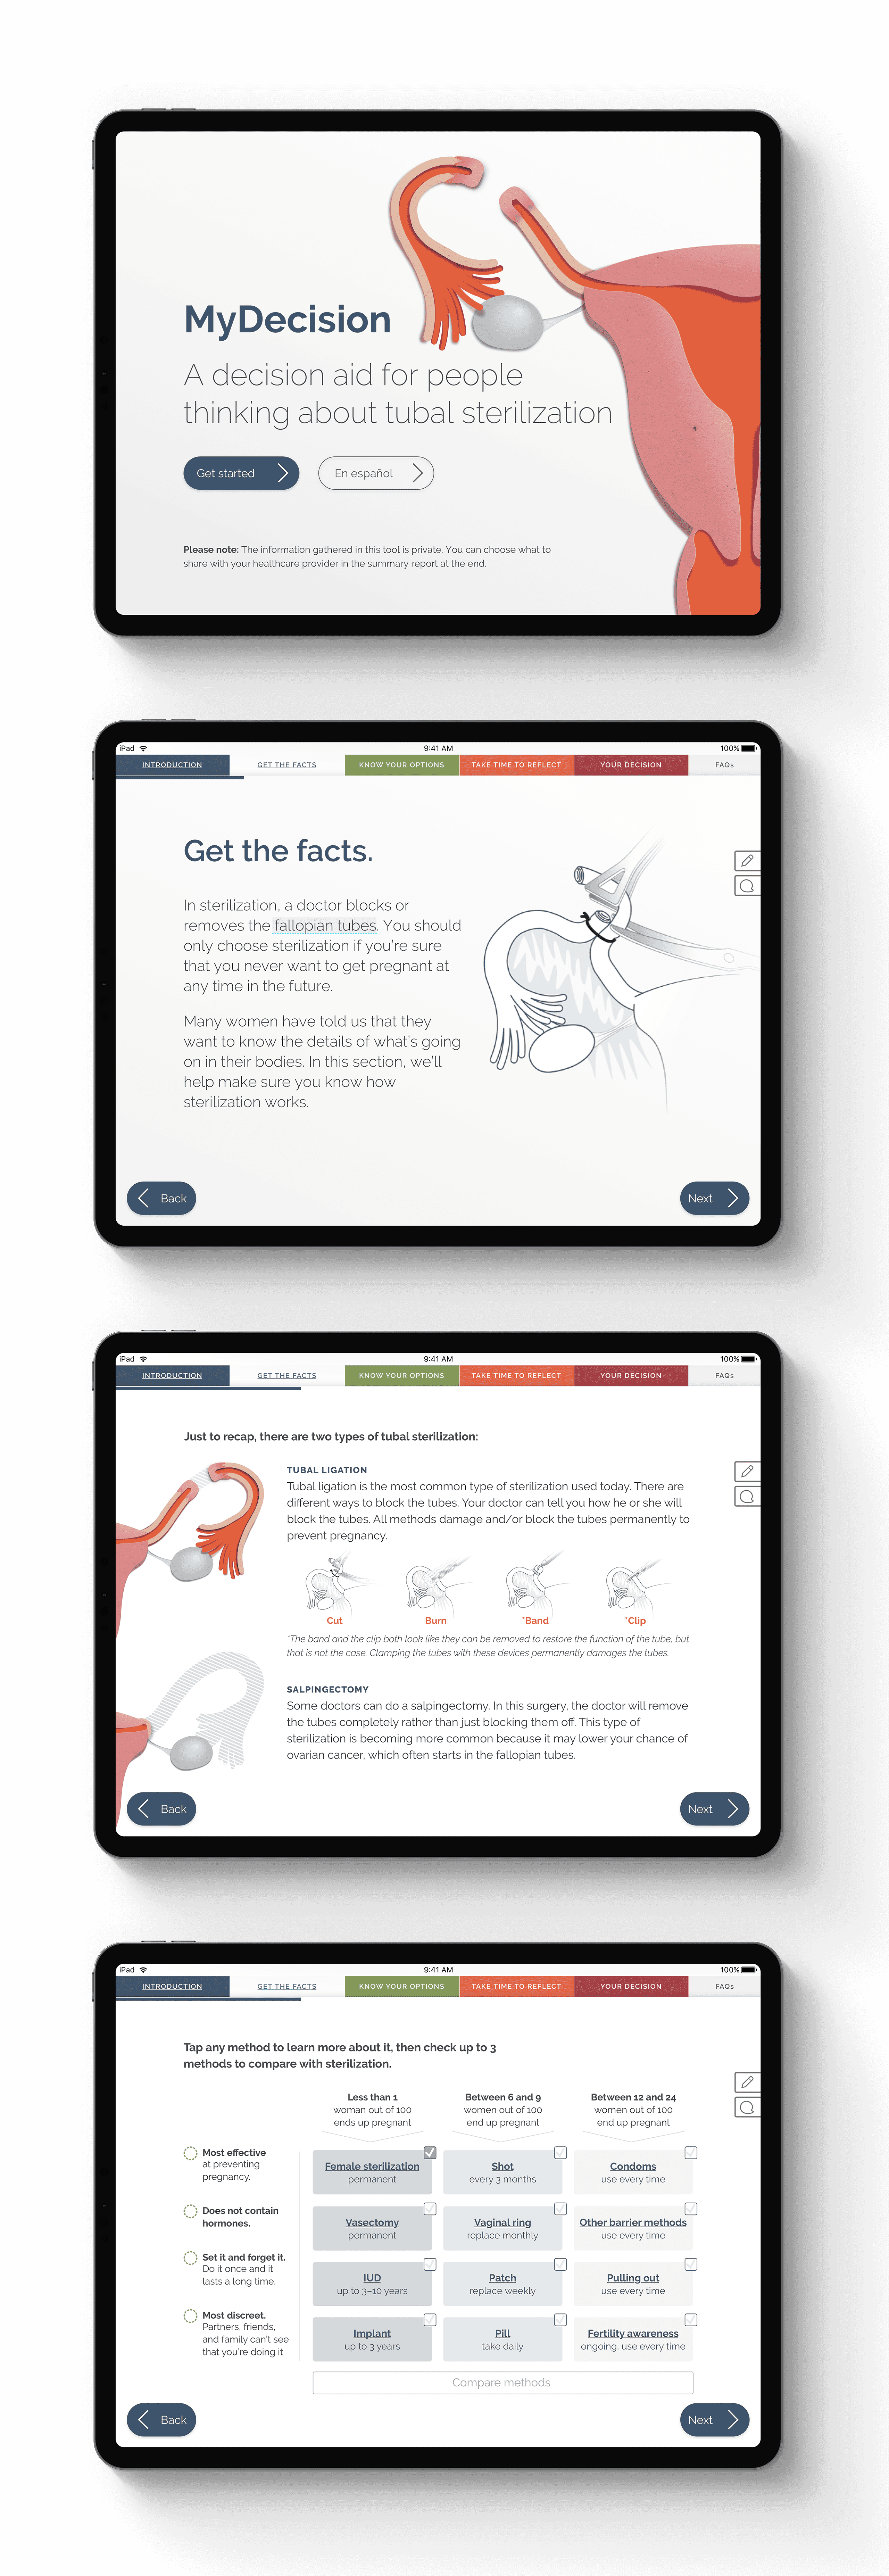 MyDecision
A decision aid for people
thinking about tubal sterilization
Get started
En español
Please note: The information gathered in this tool is private. You can choose what to
share with your healthcare provider in the summary report at the end.
iPad
9:41 AM
100%
INTRODUCTION
GET THE FACTS
KNOW YOUR OPTIONS
TAKE TIME TO REFLECT
YOUR DECISION
FAQs
Get the facts.
In sterilization, a doctor blocks or
removes the fallopian tubes. You should
only choose sterilization if you're sure
that you never want to get pregnant at
any time in the future.
Many women have told us that they
want to know the details of what's going
on in their bodies. In this section, we'll
help make sure you know how
sterilization works.
Back
Next
iPad
9:41 AM
100%
INTRODUCTION
GET THE FACTS
KNOW YOUR OPTIONS
TAKE TIME TO REFLECT
YOUR DECISION
FAQs
Just to recap, there are two types of tubal sterilization:
TUBAL LIGATION
Tubal ligation is the most common type of sterilization used today. There are
different ways to block the tubes. Your doctor can tell you how he or she will
block the tubes. All methods damage and/or block the tubes permanently to
prevent pregnancy.
Cut
Burn
*Band
*Clip
*The band and the clip both look like they can be removed to restore the function of the tube, but
that is not the case. Clamping the tubes with these devices permanently damages the tubes.
SALPINGECTOMY
Some doctors can do a salpingectomy. In this surgery, the doctor will remove
the tubes completely rather than just blocking them off. This type of
sterilization is becoming more common because it may lower your chance of
ovarian cancer, which often starts in the fallopian tubes.
Back
Next
iPad
9:41 AM
100%
INTRODUCTION
GET THE FACTS
KNOW YOUR OPTIONS
TAKE TIME TO REFLECT
YOUR DECISION
FAQs
Tap any method to learn more about it, then check up to 3
methods to compare with sterilization.
Less than 1
woman out of 100
ends up pregnant
Between 6 and 9
women out of 100
end up pregnant
Between 12 and 24
women out of 100
end up pregnant
Most effective
at preventing
pregnancy.
Does not contain
hormones.
Set it and forget it.
Do it once and it
lasts a long time.
Most discreet.
Partners, friends,
and family can't see
that you're doing it
Female sterilization
permanent
Shot
every 3 months
Condoms
use every time
Vasectomy
permanent
Vaginal ring
replace monthly
Other barrier methods
use every time
IUD
up to 3–10 years
Patch
replace weekly
Pulling out
use every time
Implant
up to 3 years
Pill
take daily
Fertility awareness
ongoing, use every time
Compare methods
Back
Next